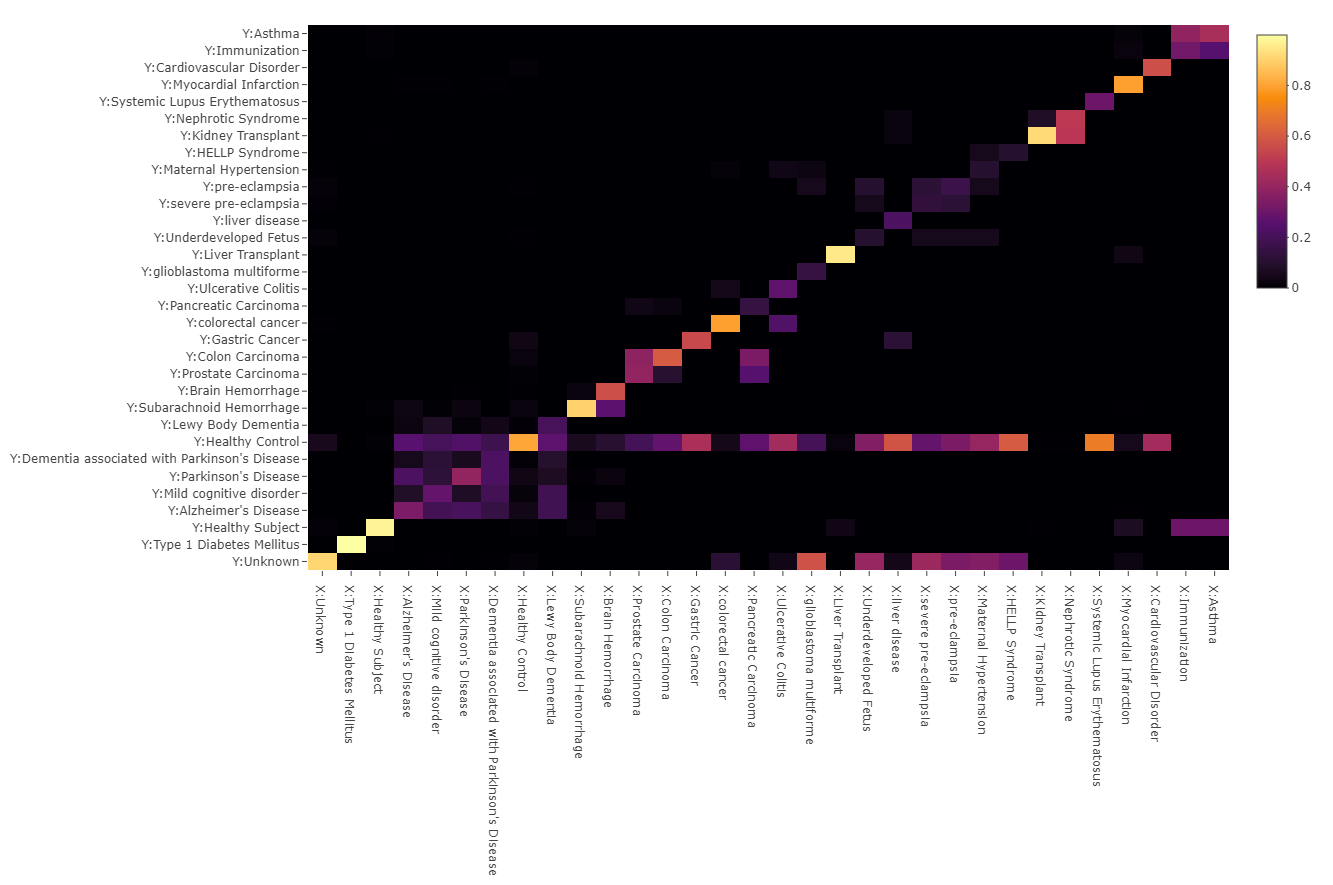 Y:Asthma
Y:Immunization
Y:Cardiovascular Disorder
Y:Myocardial Infarction
Y:Systemic Lupus Erythematosus
Y:Nephrotic Syndrome
Y:Kidney Transplant
Y:HELLP Syndrome
Y:Maternal Hypertension
Y:pre-eclampsia
Y:severe pre-eclampsia
Y:liver disease
Y:Underdeveloped Fetus
Y:Liver Transplant
Y:glioblastoma multiforme
Y:Ulcerative Colitis
Y:Pancreatic Carcinoma
Y:colorectal cancer
Y:Gastric Cancer
Y:Colon Carcinoma
Y:Prostate Carcinoma
Y:Brain Hemorrhage
Y:Subarachnoid Hemorrhage
Y:Lewy Body Dementia
Y:Healthy Control
Y:Dementia associated with Parkinson's Disease
Y:Parkinson's Disease
Y:Mild cognitive disorder
Y:Alzheimer's Disease
Y:Healthy Subject
Y:Type 1 Diabetes Mellitus
Y:Unknown
X:Unknown
X:Type 1 Diabetes Mellitus
X:Healthy Subject
X:Alzheimer's Disease
X:Mild cognitive disorder
X:Parkinson's Disease
X:Dementia associated with Parkinson's Disease
X:Healthy Control
X:Lewy Body Dementia
X:Subarachnoid Hemorrhage
X:Brain Hemorrhage
X:Prostate Carcinoma
X:Colon Carcinoma
X:Gastric Cancer
X:colorectal cancer
X:Pancreatic Carcinoma
X:Ulcerative Colitis
X:glioblastoma multiforme
X:Liver Transplant
X:Underdeveloped Fetus
X:liver disease
X:severe pre-eclampsia
X:pre-eclampsia
X:Maternal Hypertension
X:HELLP Syndrome
X:Kidney Transplant
X:Nephrotic Syndrome
X:Systemic Lupus Erythematosus
X:Myocardial Infarction
X:Cardiovascular Disorder
X:Immunization
X:Asthma
0.8
0.6
0.4
0.2
0